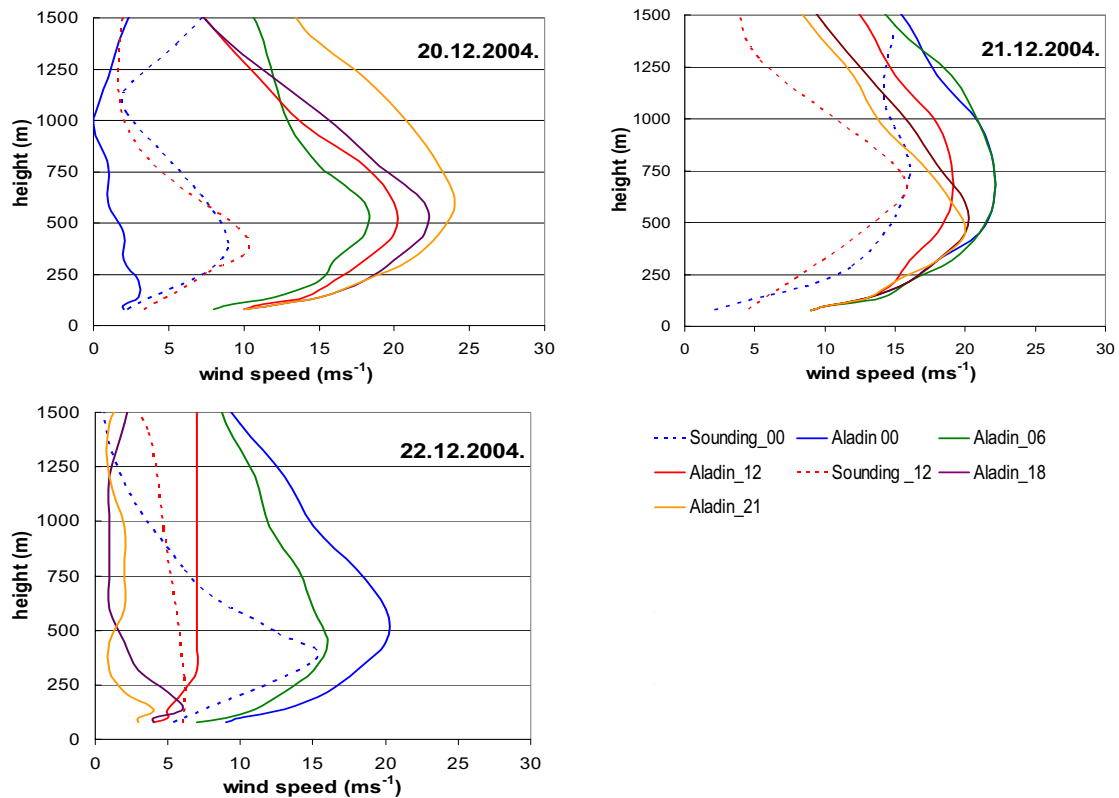 1500
1250
1000
750
500
250
0
height (m)
20.12.2004.
0 5 10 15 20 25 30
wind speed (ms-1)
1500
1250
1000
750
500
250
0
height (m)
21.12.2004.
0 5 10 15 20 25 30
wind speed (ms-1)
1500
1250
1000
750
500
250
0
height (m)
22.12.2004.
0 5 10 15 20 25 30
wind speed (ms-1)
Sounding_00 Aladin 00 Aladin_06
Aladin_12 Sounding _12 Aladin_18
Aladin_21